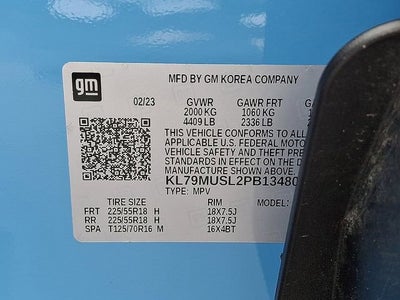 gm
MFD BY GM KOREA COMPANY
02/23 GVWR GAWR FRT
2000 KG 1060 KG
4409 LB 2336 LB
THIS VEHICLE CONFORMS TO ALL
APPLICABLE U.S. FEDERAL MOTOR
VEHICLE SAFETY AND THEFT
STANDARDS IN EFFECT ON THE D
MANUFACTURE SHOWN ABOVE.
KL79MUSL2PB13480
TYPE: MPV
TIRE SIZE RIM
FRT 225/55R18 H 18X7.5J
RR 225/55R18 H 18X7.5J
SPA T125/70R16 M 16X4BT